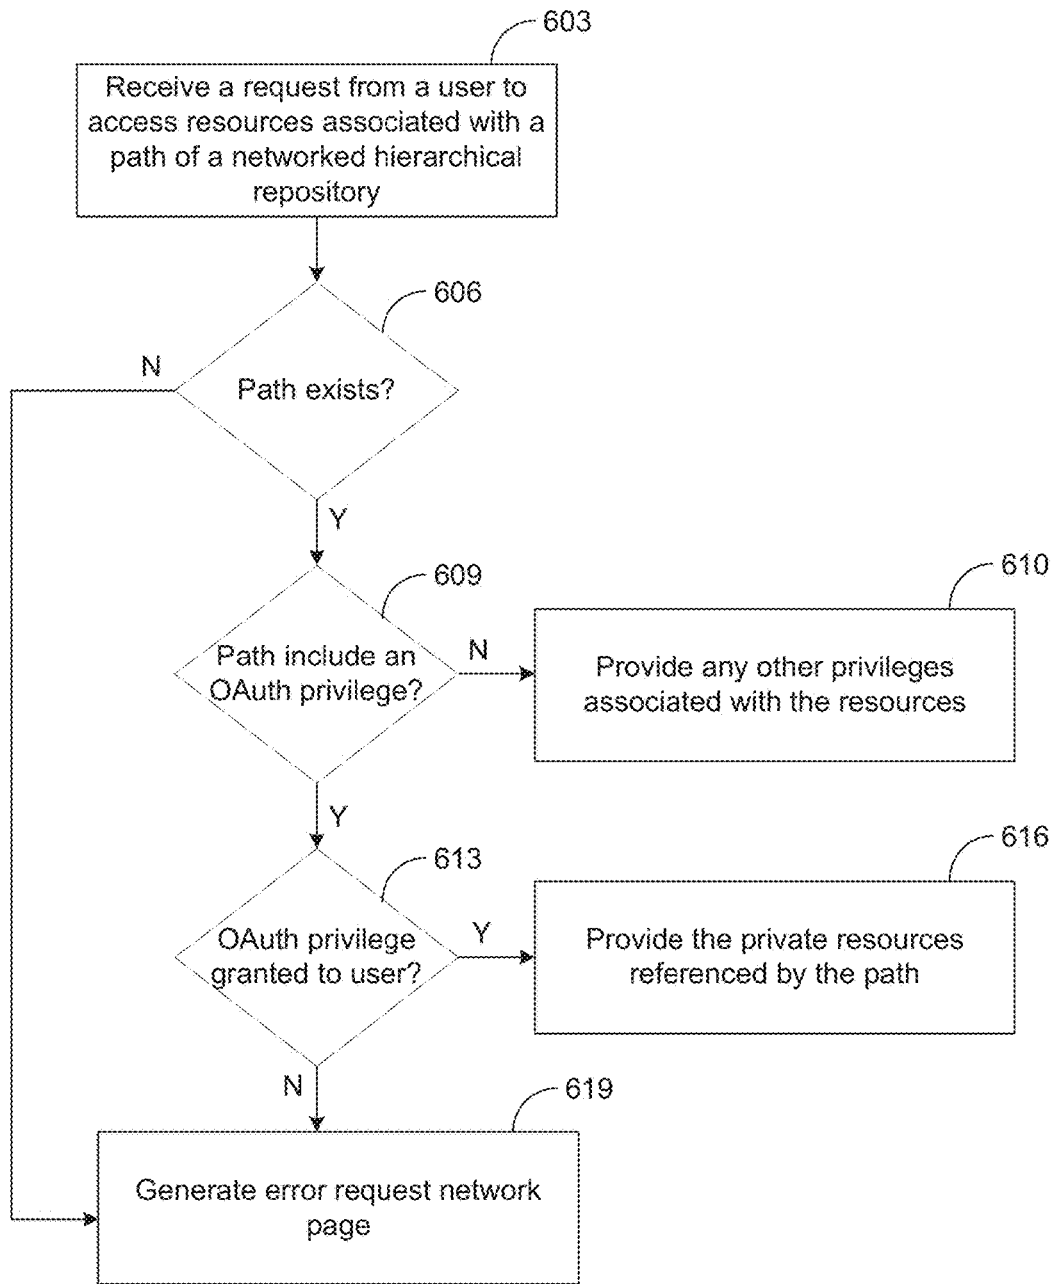 603
Receive a request from a user to
access resources associated with a
path of a networked hierarchical
repository
606
N
Path exists?
Y
609
610
Path include an
OAuth privilege?
N
Provide any other privileges
associated with the resources
Y
613
616
OAuth privilege
granted to user?
Y
Provide the private resources
referenced by the path
N
619
Generate error request network
page